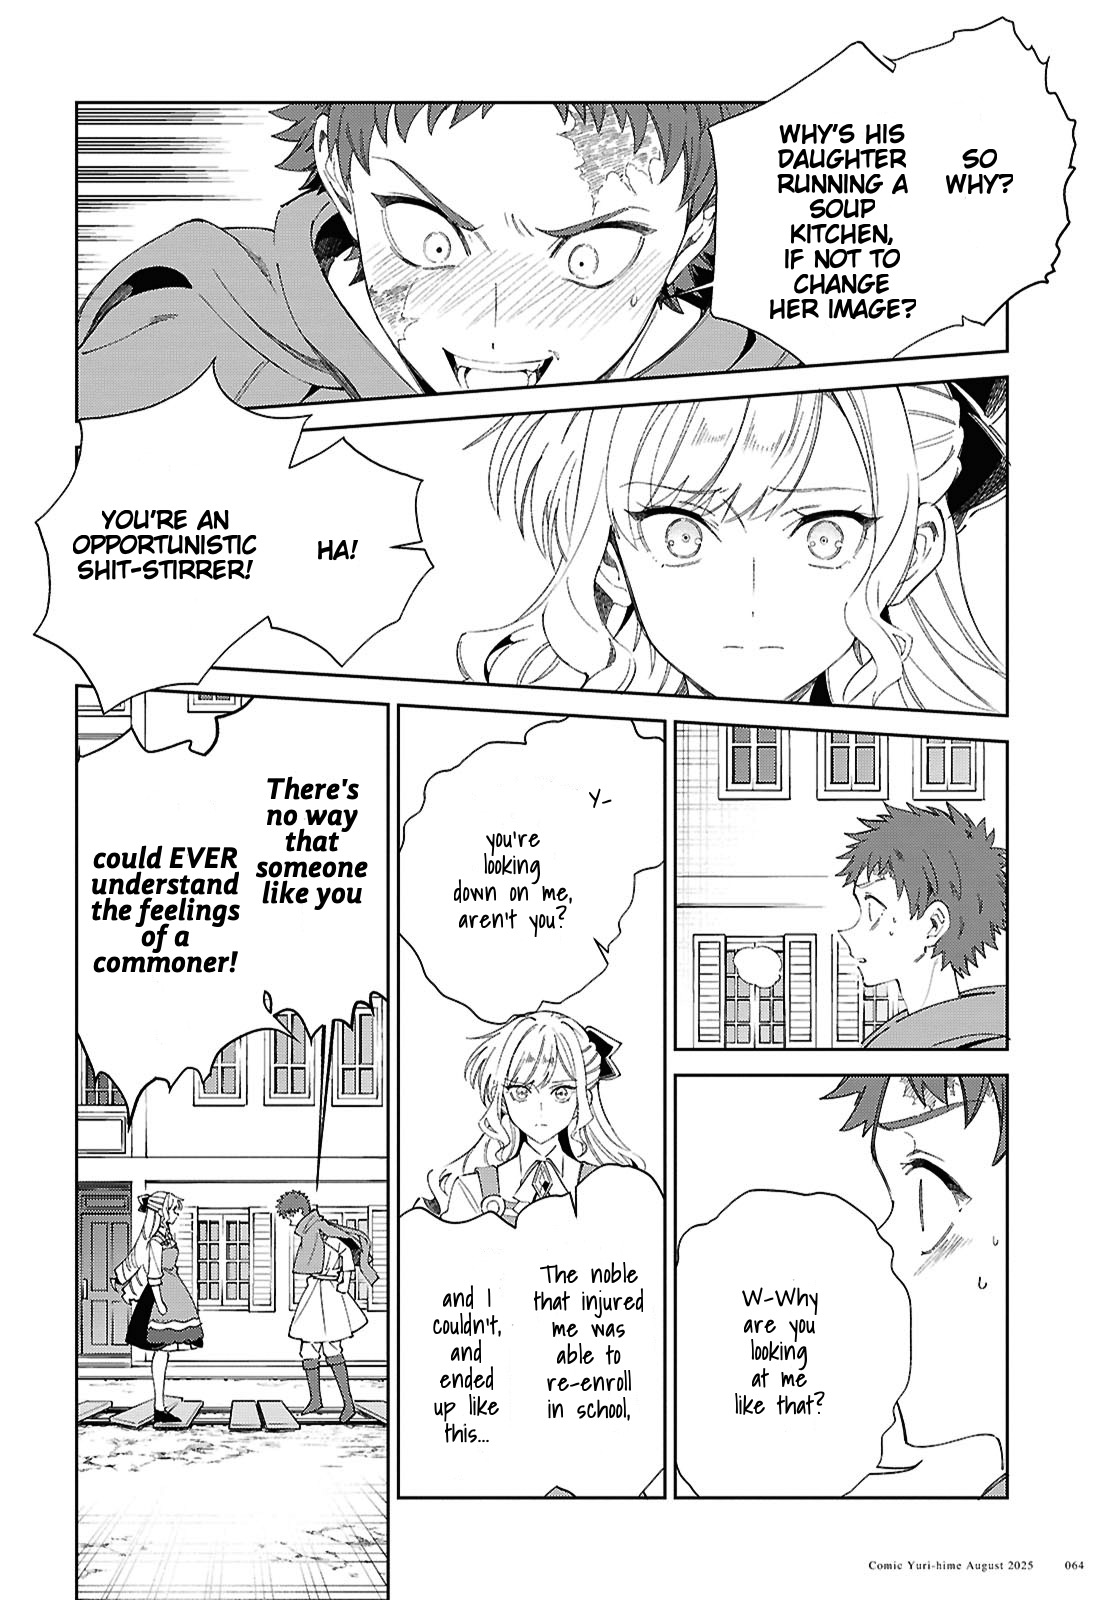 SO
WHY?
WHY'S HIS
DAUGHTER
RUNNING A
SOUP
KITCHEN,
IF NOT TO
CHANGE
HER IMAGE?
HA!
YOU'RE AN
OPPORTUNISTIC
SHIT-STIRRER!
W-Why
are you
looking
at me
like that?
Y-
you're
looking
down on me,
aren't you?
The noble
that injured
me was
able to
re-enroll
in school,
and I
couldn't,
and
ended
up like
this...
There's
no way
that
someone
like you
could EVER
understand
the feelings
of a
commoner!
Comic Yuri-hime August 2025 064